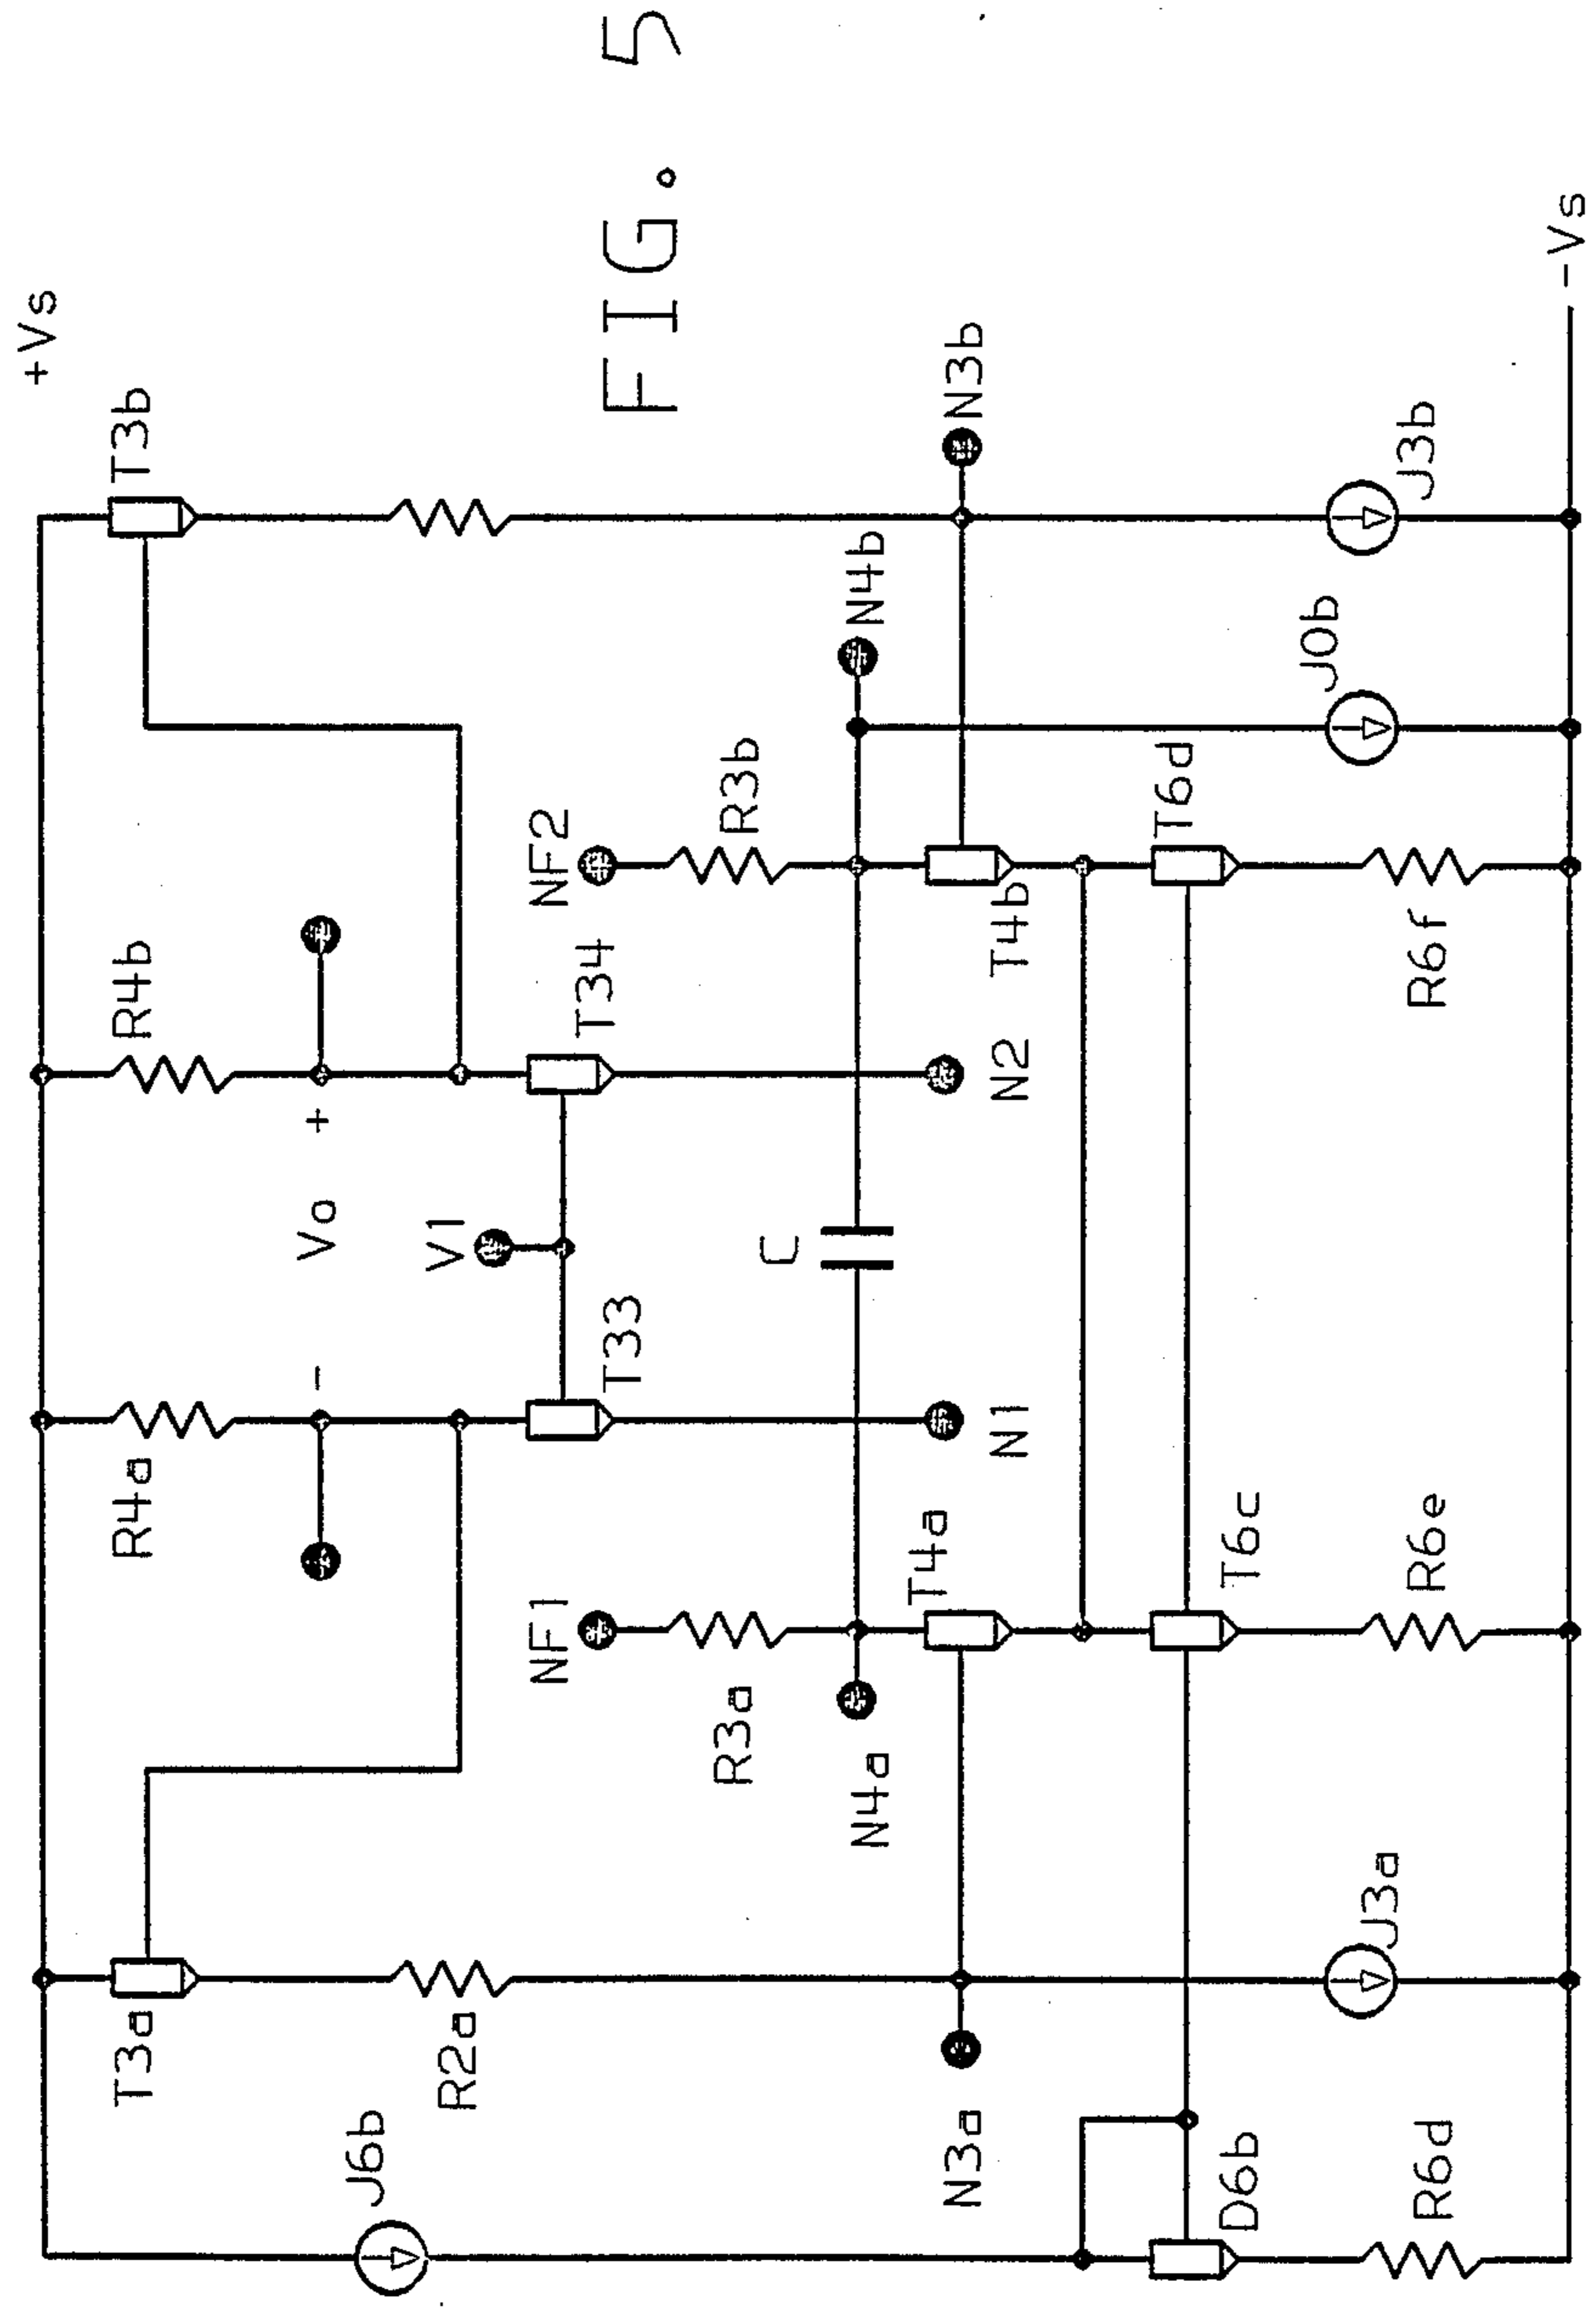 +Vs
T3a
R4a
R4b
T3b
J6b
R2a
-
Vo
+
V1
NF1
NF2
T33
T34
R3a
R3b
C
N4a
N4b
T4a
T4b
N3a
N1
N2
N3b
D6b
T6c
T6d
R6d
J3a
R6e
R6f
J0b
J3b
-Vs
FIG. 5